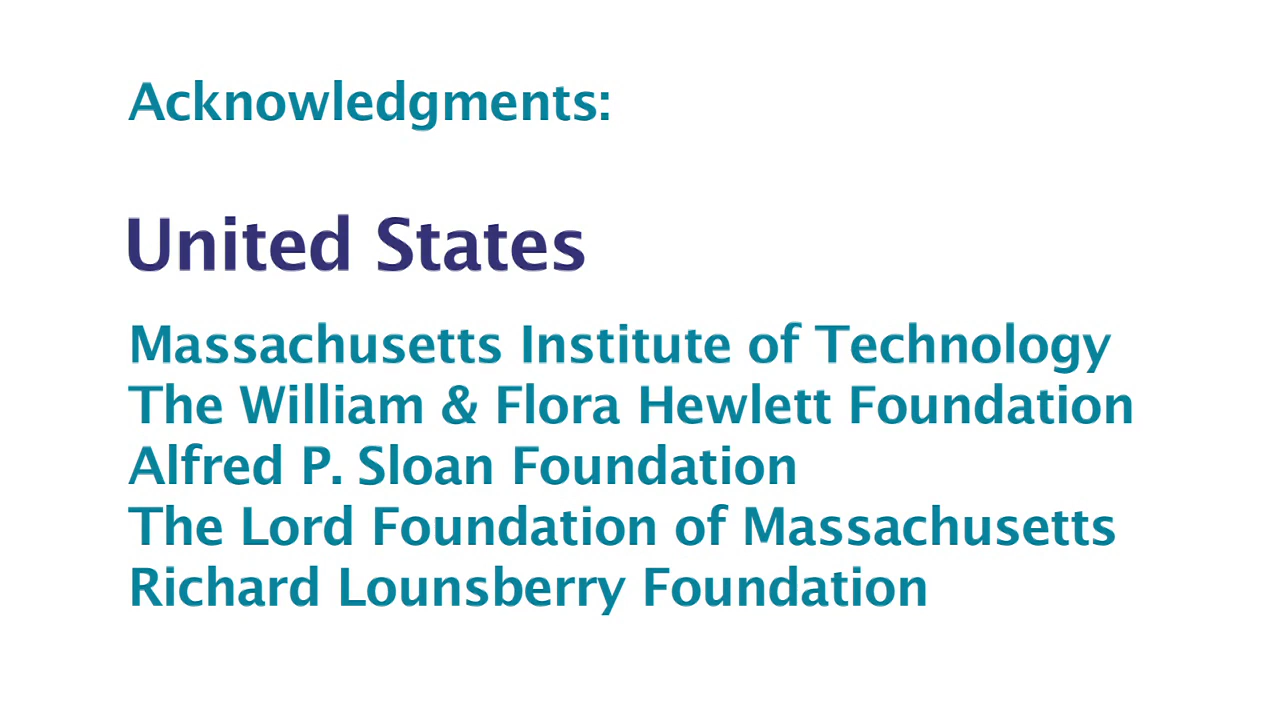 Acknowledgments:
United States
Massachusetts Institute of Technology
The William & Flora Hewlett Foundation
Alfred P. Sloan Foundation
The Lord Foundation of Massachusetts
Richard Lounsberry Foundation